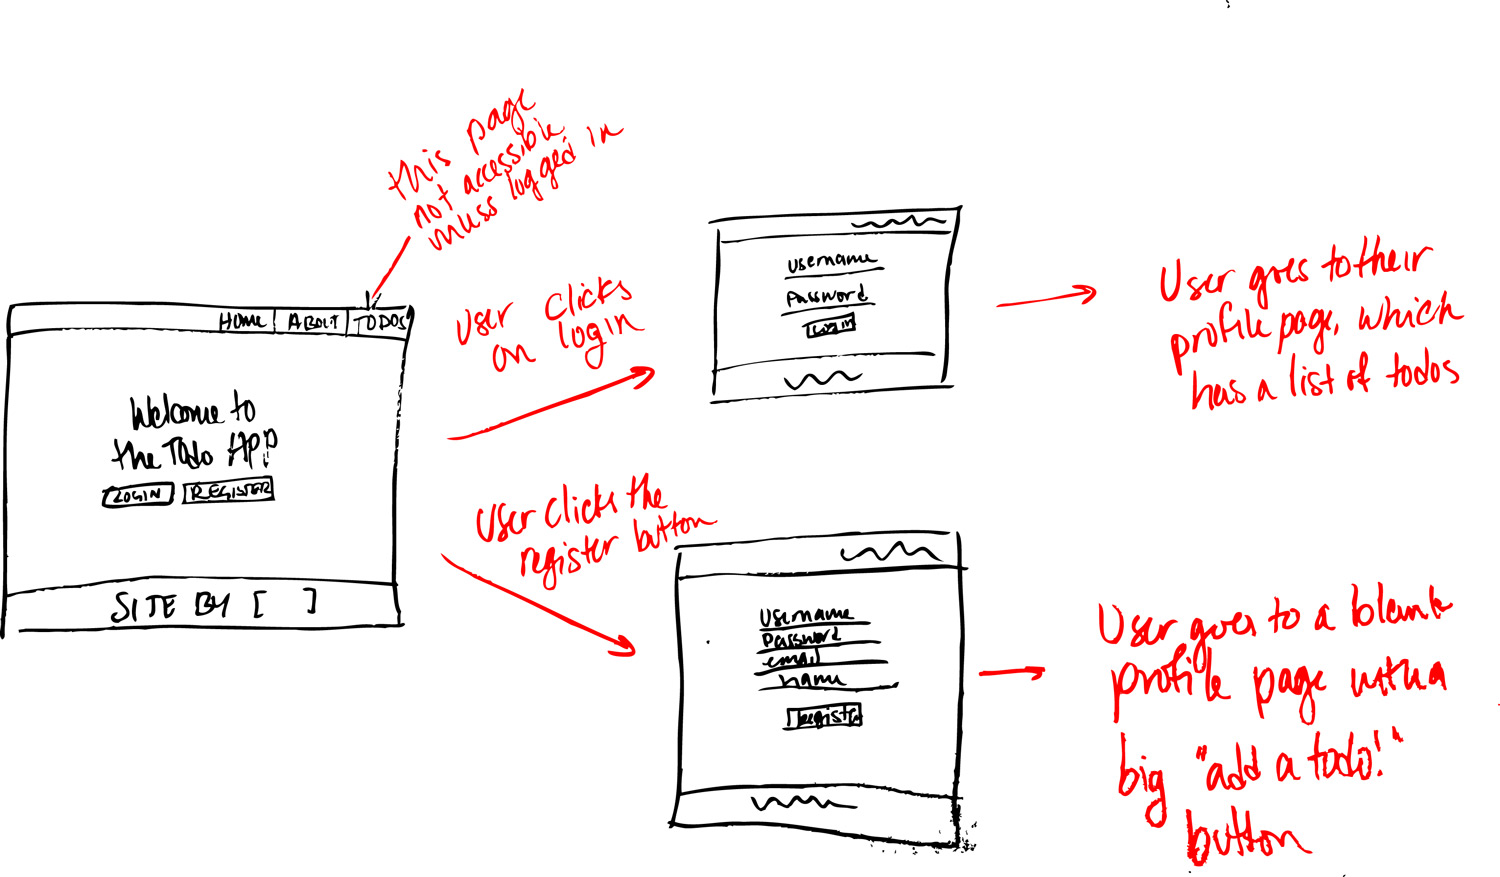 this page
not accessible
unless logged in
HOME ABOUT TODOS
Welcome to
the Todo APP
LOGIN REGISTER
SITE BY [ ]
User clicks
on login
username
Password
Login
User goes to their
profile page, which
has a list of todos
User clicks the
register button
Username
Password
email
name
Register
User goes to a blank
profile page with a
big "add a todo!"
button